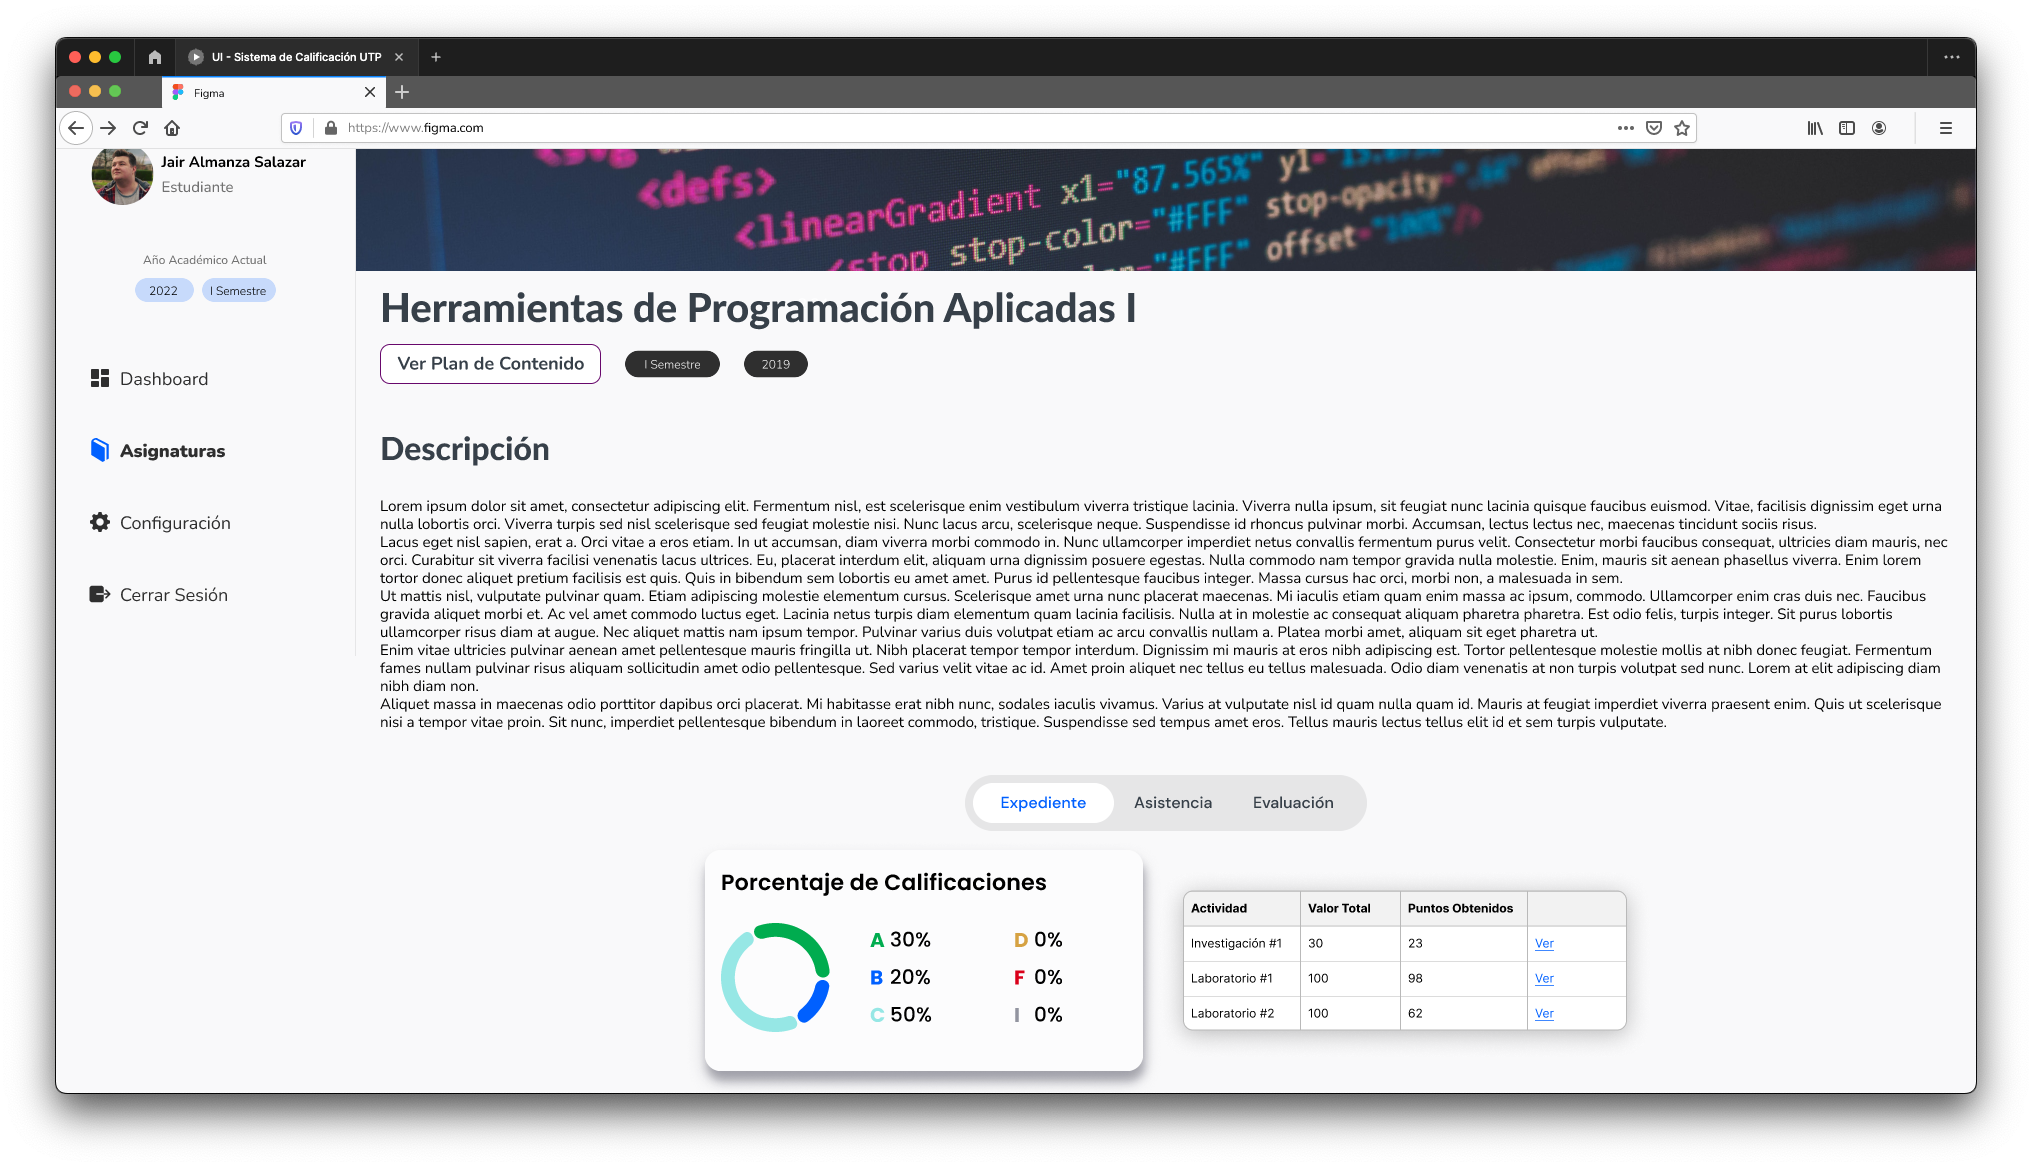 UI - Sistema de Calificación UTP
Figma
https://www.figma.com
Jair Almanza Salazar
Estudiante
Año Académico Actual
2022
I Semestre
Dashboard
Asignaturas
Configuración
Cerrar Sesión
<defs>
<linearGradient x1="87.565%" y1="15.873%"
<stop stop-color="#FFF" stop-opacity=
"#FFF" offset="100%"/>
Herramientas de Programación Aplicadas I
Ver Plan de Contenido
I Semestre
2019
Descripción
Lorem ipsum dolor sit amet, consectetur adipiscing elit. Fermentum nisl, est scelerisque enim vestibulum viverra tristique lacinia. Viverra nulla ipsum, sit feugiat nunc lacinia quisque faucibus euismod. Vitae, facilisis dignissim eget urna
nulla lobortis orci. Viverra turpis sed nisl scelerisque sed feugiat molestie nisi. Nunc lacus arcu, scelerisque neque. Suspendisse id rhoncus pulvinar morbi. Accumsan, lectus lectus nec, maecenas tincidunt sociis risus.
Lacus eget nisl sapien, erat a. Orci vitae a eros etiam. In ut accumsan, diam viverra morbi commodo in. Nunc ullamcorper imperdiet netus convallis fermentum purus velit. Consectetur morbi faucibus consequat, ultricies diam mauris, nec
orci. Curabitur sit viverra facilisi venenatis lacus ultrices. Eu, placerat interdum elit, aliquam urna dignissim posuere egestas. Nulla commodo nam tempor gravida nulla molestie. Enim, mauris sit aenean phasellus viverra. Enim lorem
tortor donec aliquet pretium facilisis est quis. Quis in bibendum sem lobortis eu amet amet. Purus id pellentesque faucibus integer. Massa cursus hac orci, morbi non, a malesuada in sem.
Ut mattis nisl, vulputate pulvinar quam. Etiam adipiscing molestie elementum cursus. Scelerisque amet urna nunc placerat maecenas. Mi iaculis etiam quam enim massa ac ipsum, commodo. Ullamcorper enim cras duis nec. Faucibus
gravida aliquet morbi et. Ac vel amet commodo luctus eget. Lacinia netus turpis diam elementum quam lacinia facilisis. Nulla at in molestie ac consequat aliquam pharetra pharetra. Est odio felis, turpis integer. Sit purus lobortis
ullamcorper risus diam at augue. Nec aliquet mattis nam ipsum tempor. Pulvinar varius duis volutpat etiam ac arcu convallis nullam a. Platea morbi amet, aliquam sit eget pharetra ut.
Enim vitae ultricies pulvinar aenean amet pellentesque mauris fringilla ut. Nibh placerat tempor tempor interdum. Dignissim mi mauris at eros nibh adipiscing est. Tortor pellentesque molestie mollis at nibh donec feugiat. Fermentum
fames nullam pulvinar risus aliquam sollicitudin amet odio pellentesque. Sed varius velit vitae ac id. Amet proin aliquet nec tellus eu tellus malesuada. Odio diam venenatis at non turpis volutpat sed nunc. Lorem at elit adipiscing diam
nibh diam non.
Aliquet massa in maecenas odio porttitor dapibus orci placerat. Mi habitasse erat nibh nunc, sodales iaculis vivamus. Varius at vulputate nisl id quam nulla quam id. Mauris at feugiat imperdiet viverra praesent enim. Quis ut scelerisque
nisi a tempor vitae proin. Sit nunc, imperdiet pellentesque bibendum in laoreet commodo, tristique. Suspendisse sed tempus amet eros. Tellus mauris lectus tellus elit id et sem turpis vulputate.
Expediente
Asistencia
Evaluación
Porcentaje de Calificaciones
A 30%
D 0%
B 20%
F 0%
C 50%
I 0%
Actividad Valor Total Puntos Obtenidos
Investigación #1 30 23 Ver
Laboratorio #1 100 98 Ver
Laboratorio #2 100 62 Ver